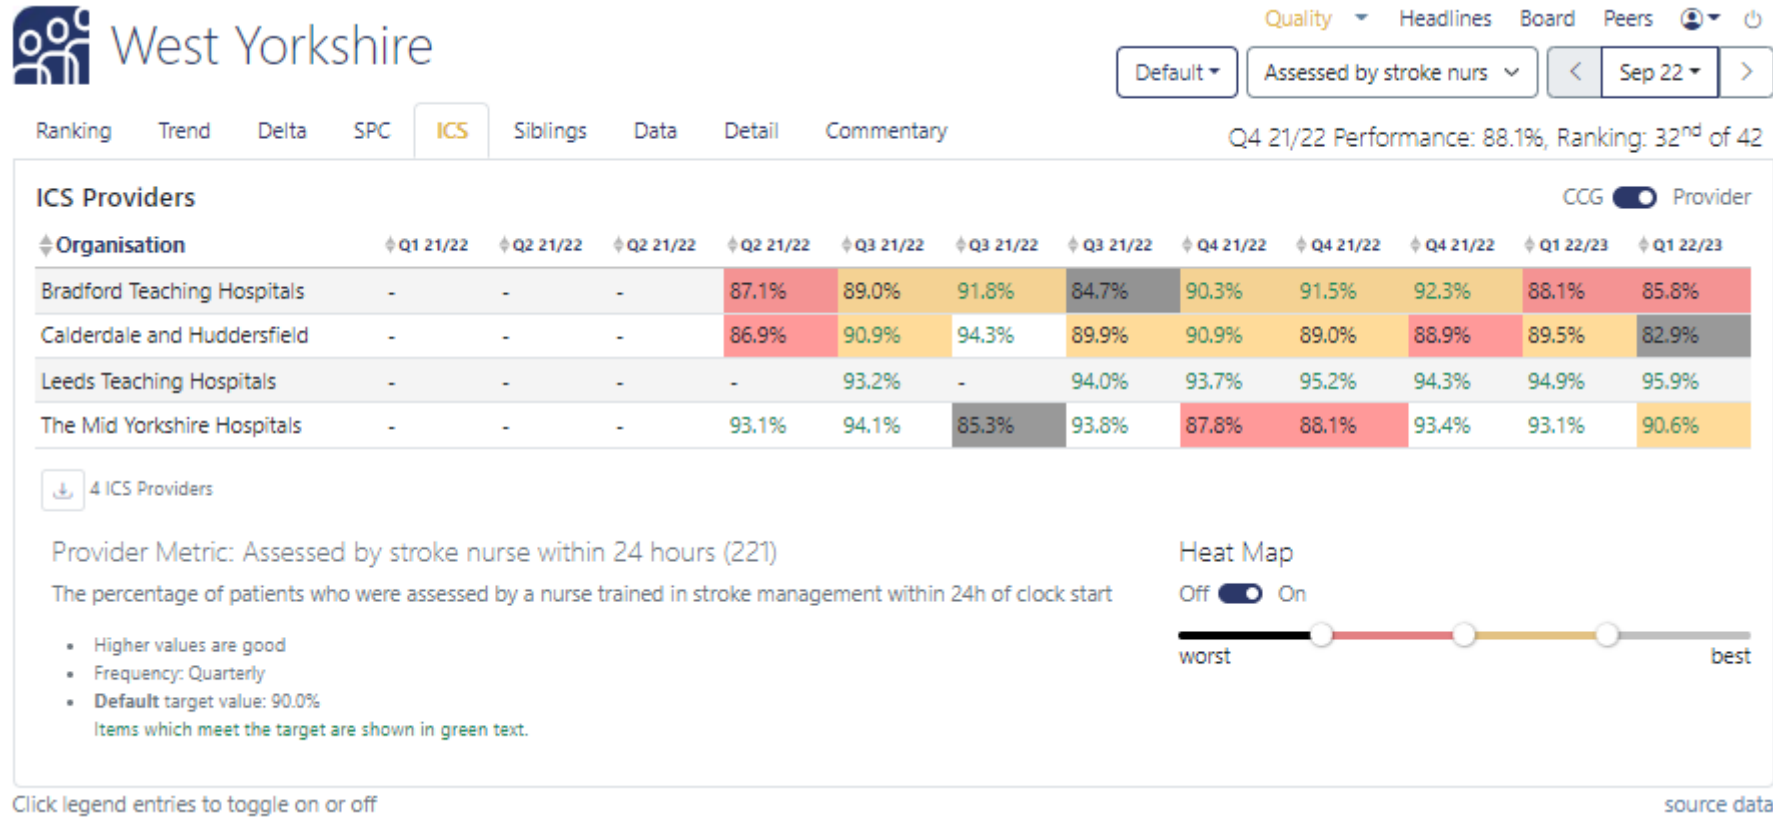 West Yorkshire
Quality Headlines Board Peers
Default Assessed by stroke nurs Sep 22
Ranking Trend Delta SPC ICS Siblings Data Detail Commentary
Q4 21/22 Performance: 88.1%, Ranking: 32nd of 42
ICS Providers
CCG Provider
Organisation Q1 21/22 Q2 21/22 Q2 21/22 Q2 21/22 Q3 21/22 Q3 21/22 Q3 21/22 Q4 21/22 Q4 21/22 Q4 21/22 Q1 22/23 Q1 22/23
Bradford Teaching Hospitals - - - 87.1% 89.0% 91.8% 84.7% 90.3% 91.5% 92.3% 88.1% 85.8%
Calderdale and Huddersfield - - - 86.9% 90.9% 94.3% 89.9% 90.9% 89.0% 88.9% 89.5% 82.9%
Leeds Teaching Hospitals - - - - 93.2% - 94.0% 93.7% 95.2% 94.3% 94.9% 95.9%
The Mid Yorkshire Hospitals - - - 93.1% 94.1% 85.3% 93.8% 87.8% 88.1% 93.4% 93.1% 90.6%
4 ICS Providers
Provider Metric: Assessed by stroke nurse within 24 hours (221)
The percentage of patients who were assessed by a nurse trained in stroke management within 24h of clock start
• Higher values are good
• Frequency: Quarterly
• Default target value: 90.0%
Items which meet the target are shown in green text.
Heat Map
Off On
worst best
Click legend entries to toggle on or off
source data